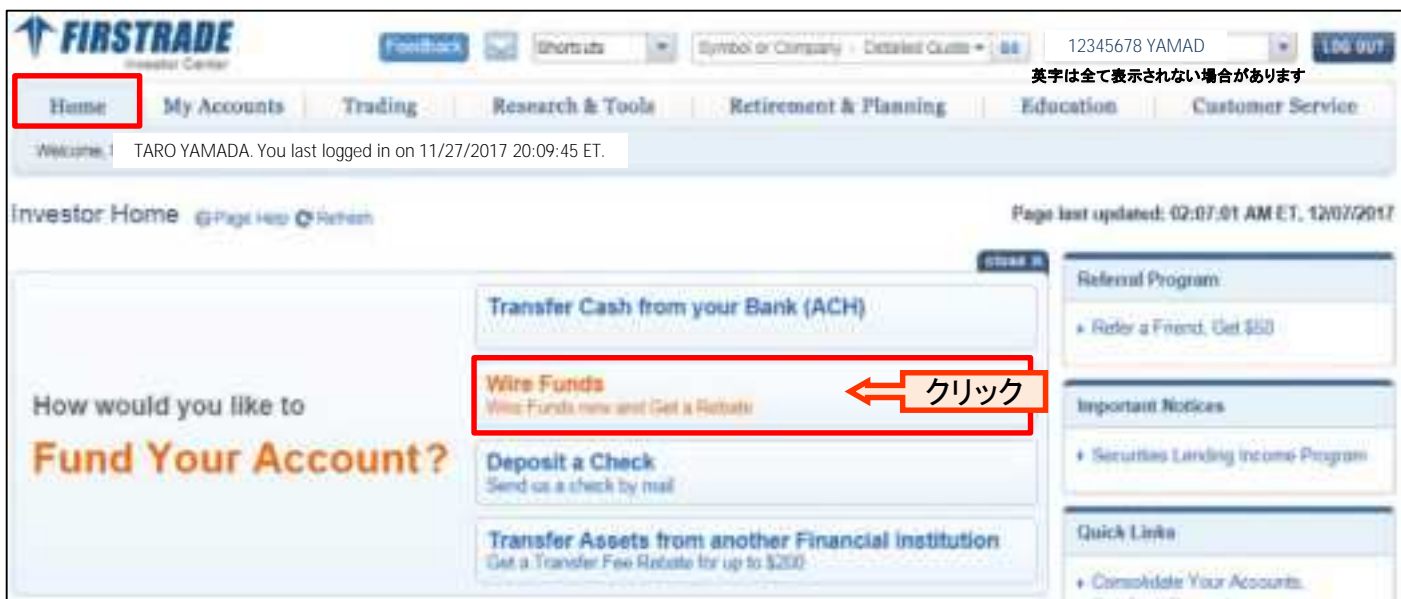 FIRSTRADE
Investor Center
Feedback
Shortcuts
Symbol or Company
Detailed Quote
12345678 YAMAD
LOG OUT
英字は全て表示されない場合があります
Home
My Accounts
Trading
Research & Tools
Retirement & Planning
Education
Customer Service
Welcome,
TARO YAMADA. You last logged in on 11/27/2017 20:09:45 ET.
Investor Home
Page Help
Refresh
Page last updated: 02:07:01 AM ET, 12/07/2017
CLOSE
How would you like to
Fund Your Account?
Transfer Cash from your Bank (ACH)
Wire Funds
Wire Funds now and Get a Rebate
クリック
Deposit a Check
Send us a check by mail
Transfer Assets from another Financial Institution
Get a Transfer Fee Rebate for up to $200
Referral Program
Refer a Friend, Get $50
Important Notices
Securities Lending Income Program
Quick Links
Consolidate Your Accounts,